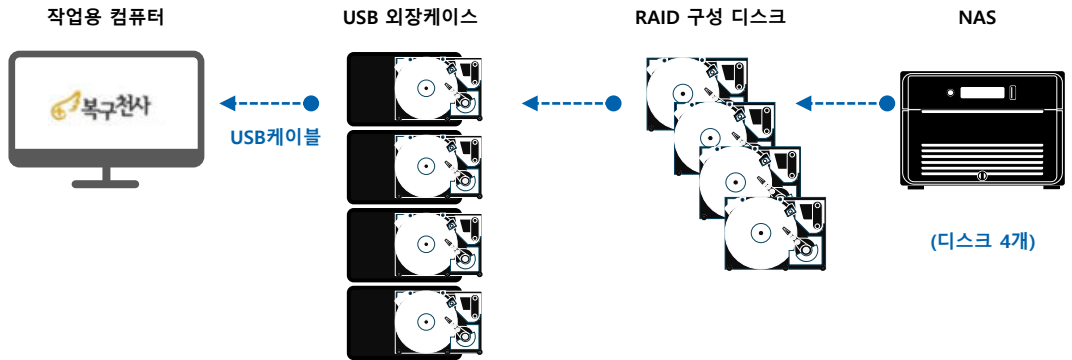 작업용 컴퓨터
USB 외장케이스
RAID 구성 디스크
NAS
복구천사
USB케이블
(디스크 4개)